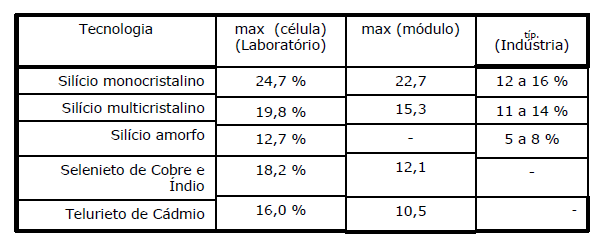 Tecnologia max (célula) (Laboratório) max (módulo) típ. (Indústria)
Silício monocristalino 24,7 % 22,7 12 a 16 %
Silício multicristalino 19,8 % 15,3 11 a 14 %
Silício amorfo 12,7 % - 5 a 8 %
Selenieto de Cobre e Índio 18,2 % 12,1 -
Telurieto de Cádmio 16,0 % 10,5 -